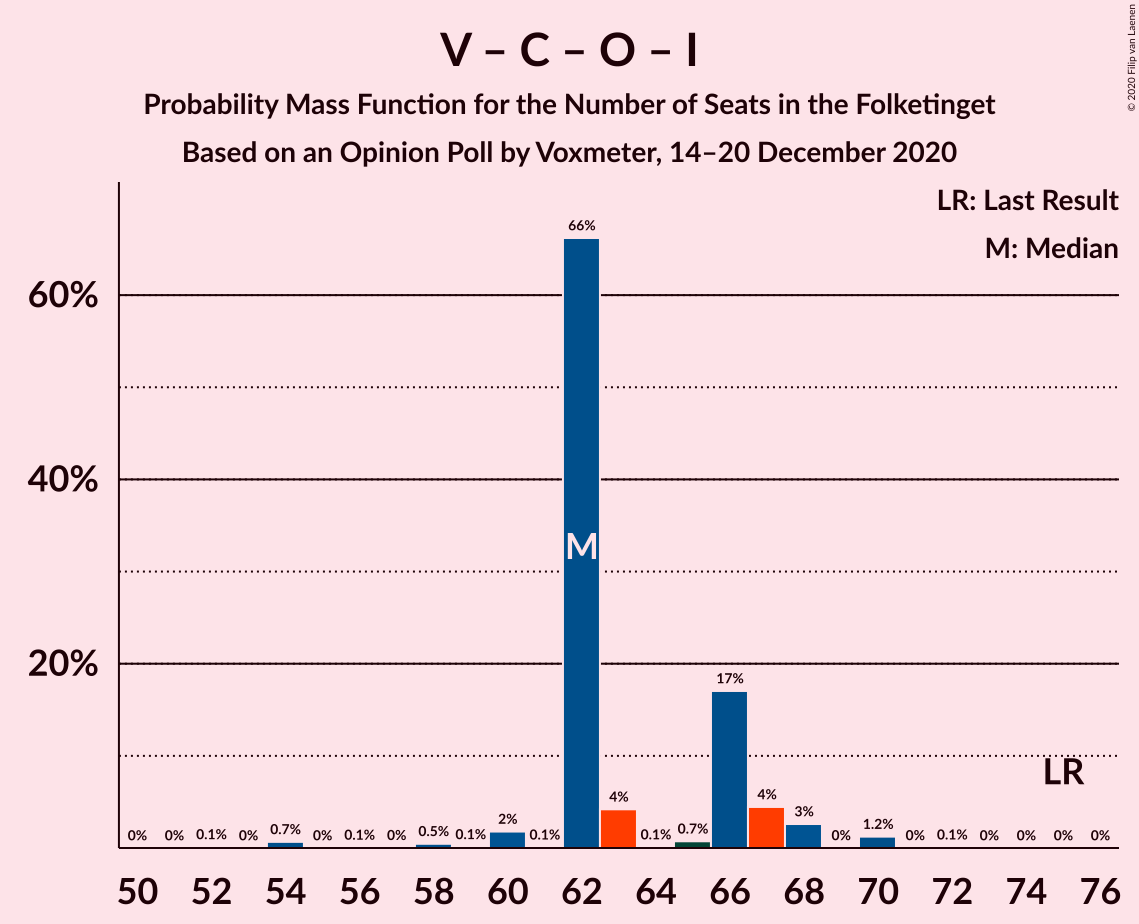 V – C – O – I
Probability Mass Function for the Number of Seats in the Folketinget
Based on an Opinion Poll by Voxmeter, 14–20 December 2020
© 2020 Filip van Laenen
LR: Last Result
M: Median
60%
40%
20%
0% 0% 0.1% 0% 0.7% 0% 0.1% 0% 0.5% 0.1% 2% 0.1% 66% 4% 0.1% 0.7% 17% 4% 3% 0% 1.2% 0% 0.1% 0% 0% 0% 0%
M
LR
50 52 54 56 58 60 62 64 66 68 70 72 74 76